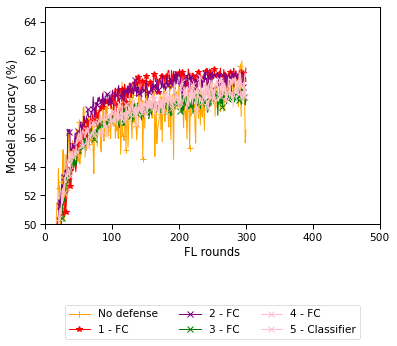 64
62
60
58
56
54
52
50
Model accuracy (%)
0 100 200 300 400 500
FL rounds
No defense 2 - FC 4 - FC
1 - FC 3 - FC 5 - Classifier